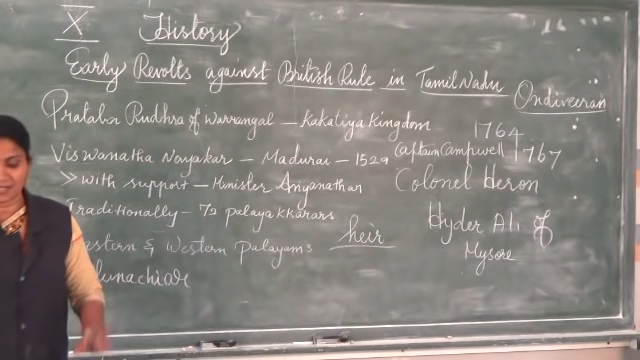 X History
Early Revolts against British Rule in Tamil Nadu
Ondiveeran
Prataba Rudhra of Warrangal – Kakatiya Kingdom
Viswanatha Nayakar – Madurai – 1529
>> with support – Minister Ariyanathar
Traditionally – 72 palayakkarars
Eastern & Western Palayams
heir
1764
Captain Campwell 1767
Colonel Heron
Hyder Ali of
Mysore